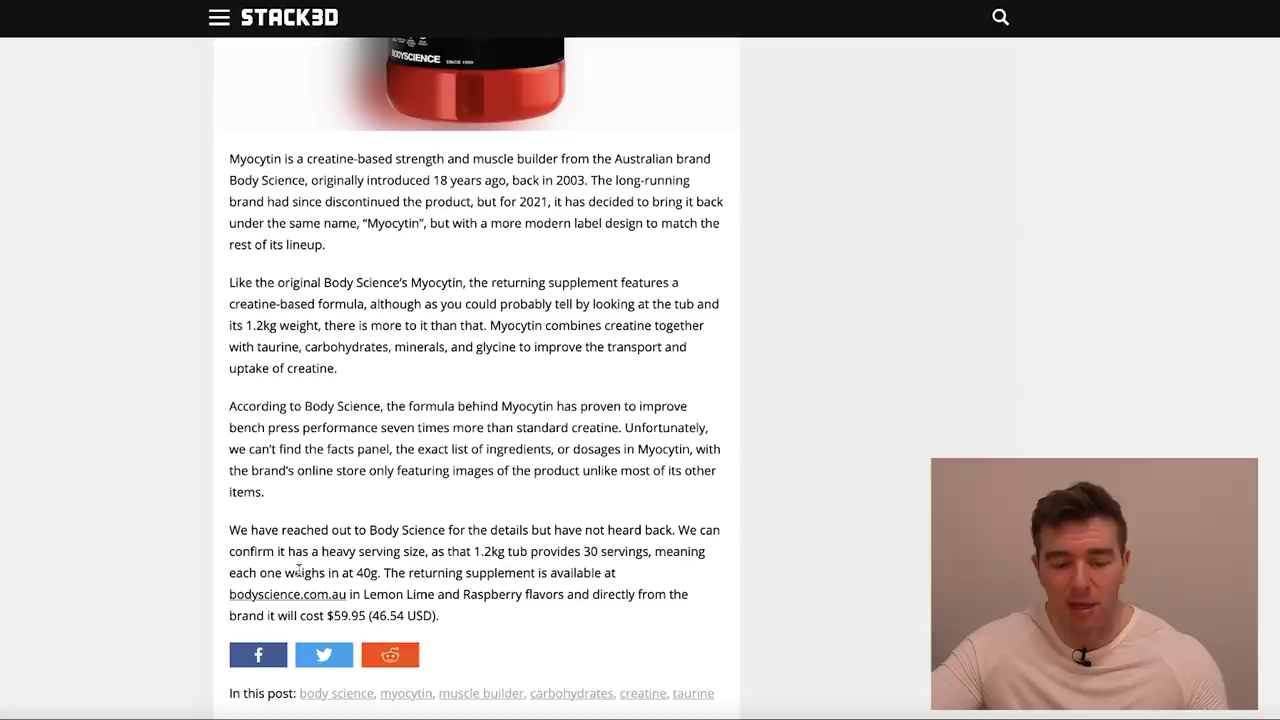 STACK3D
BODYSCIENCE SINCE 1999
Myocytin is a creatine-based strength and muscle builder from the Australian brand
Body Science, originally introduced 18 years ago, back in 2003. The long-running
brand had since discontinued the product, but for 2021, it has decided to bring it back
under the same name, “Myocytin”, but with a more modern label design to match the
rest of its lineup.
Like the original Body Science’s Myocytin, the returning supplement features a
creatine-based formula, although as you could probably tell by looking at the tub and
its 1.2kg weight, there is more to it than that. Myocytin combines creatine together
with taurine, carbohydrates, minerals, and glycine to improve the transport and
uptake of creatine.
According to Body Science, the formula behind Myocytin has proven to improve
bench press performance seven times more than standard creatine. Unfortunately,
we can’t find the facts panel, the exact list of ingredients, or dosages in Myocytin, with
the brand’s online store only featuring images of the product unlike most of its other
items.
We have reached out to Body Science for the details but have not heard back. We can
confirm it has a heavy serving size, as that 1.2kg tub provides 30 servings, meaning
each one weighs in at 40g. The returning supplement is available at
bodyscience.com.au in Lemon Lime and Raspberry flavors and directly from the
brand it will cost $59.95 (46.54 USD).
In this post: body science, myocytin, muscle builder, carbohydrates, creatine, taurine